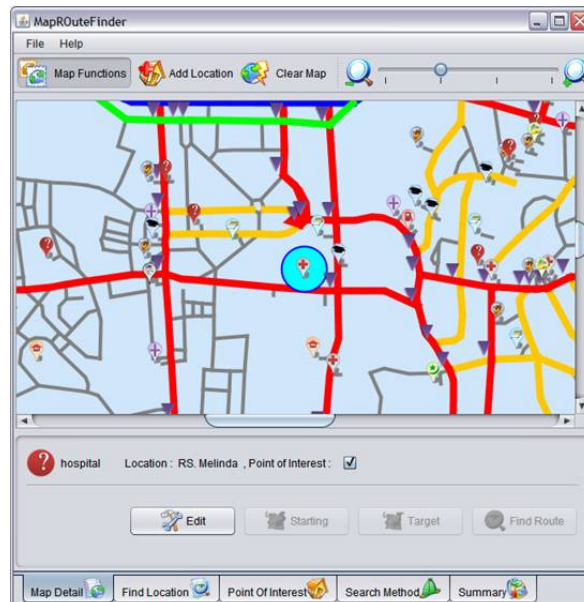 MapROuteFinder
File Help
Map Functions Add Location Clear Map
hospital Location : RS. Melinda , Point of Interest :
Edit Starting Target Find Route
Map Detail Find Location Point Of Interest Search Method Summary